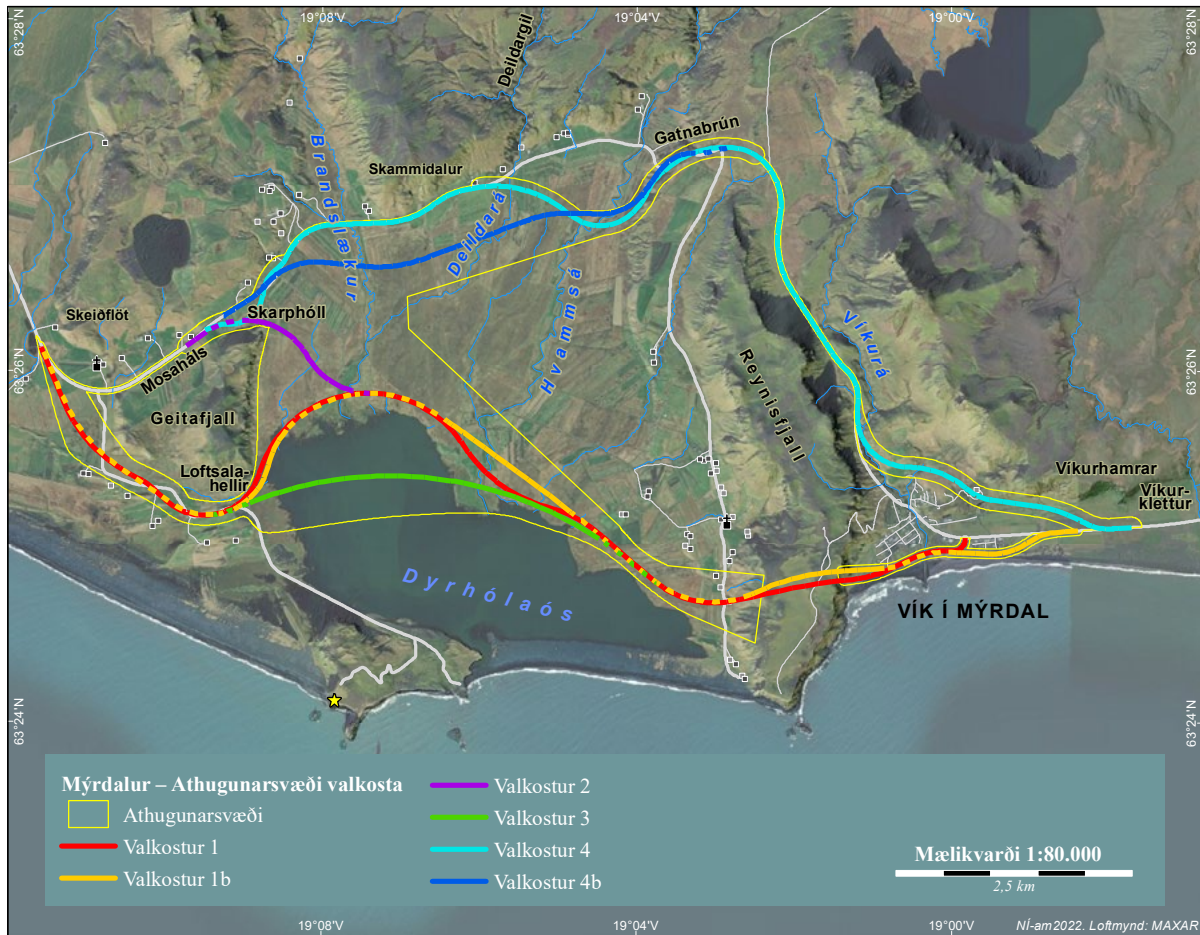 19°08'V
19°04'V
19°00'V
63°28'N
63°28'N
Deildargil
Gatnabrún
Brandslækur
Skammidalur
Deildará
Hvammsá
Skeiðflöt
Skarphóll
Mosaháls
Víkurá
63°26'N
63°26'N
Reynisfjall
Geitafjall
Loftsala-
hellir
Víkurhamrar
Víkur-
klettur
Dyrhólaós
VÍK Í MÝRDAL
63°24'N
63°24'N
Mýrdalur – Athugunarsvæði valkosta
Athugunarsvæði
Valkostur 1
Valkostur 1b
Valkostur 2
Valkostur 3
Valkostur 4
Valkostur 4b
Mælikvarði 1:80.000
2,5 km
19°08'V
19°04'V
19°00'V
NÍ-am2022. Loftmynd: MAXAR